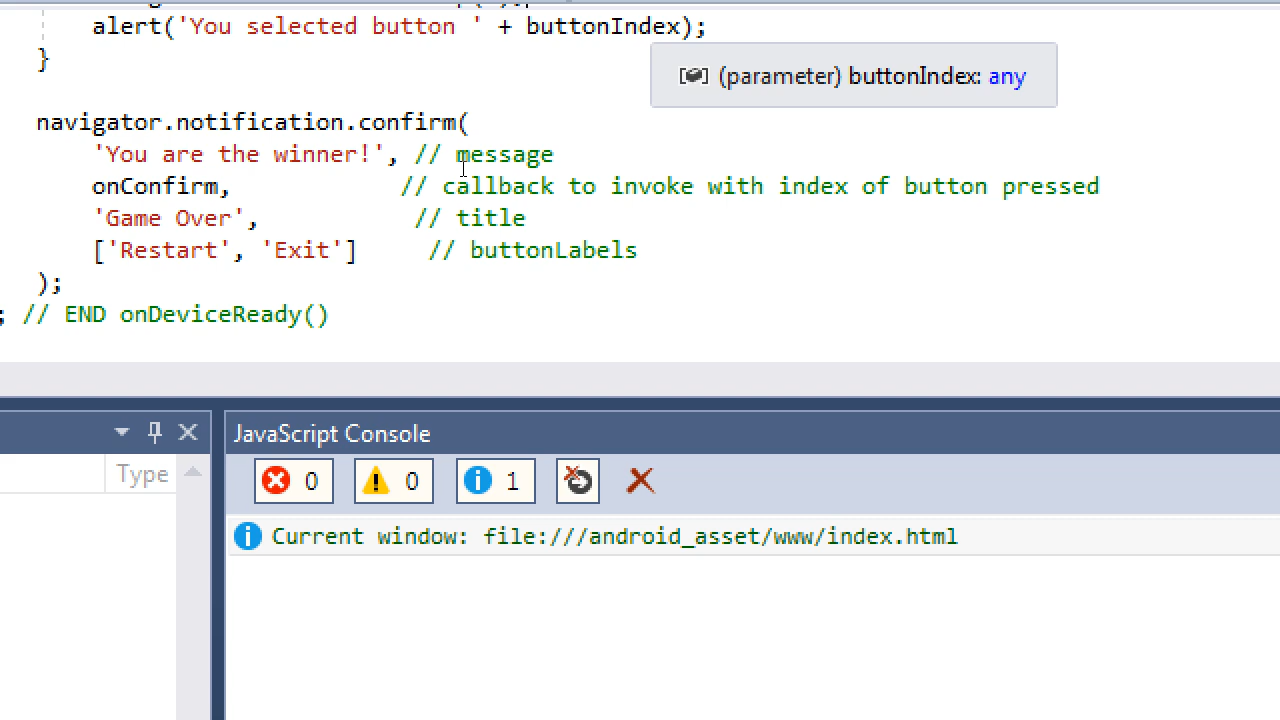 alert('You selected button ' + buttonIndex);
}
(parameter) buttonIndex: any
navigator.notification.confirm(
'You are the winner!', // message
onConfirm, // callback to invoke with index of button pressed
'Game Over', // title
['Restart', 'Exit'] // buttonLabels
);
; // END onDeviceReady()
JavaScript Console
Type
0
0
1
Current window: file:///android_asset/www/index.html